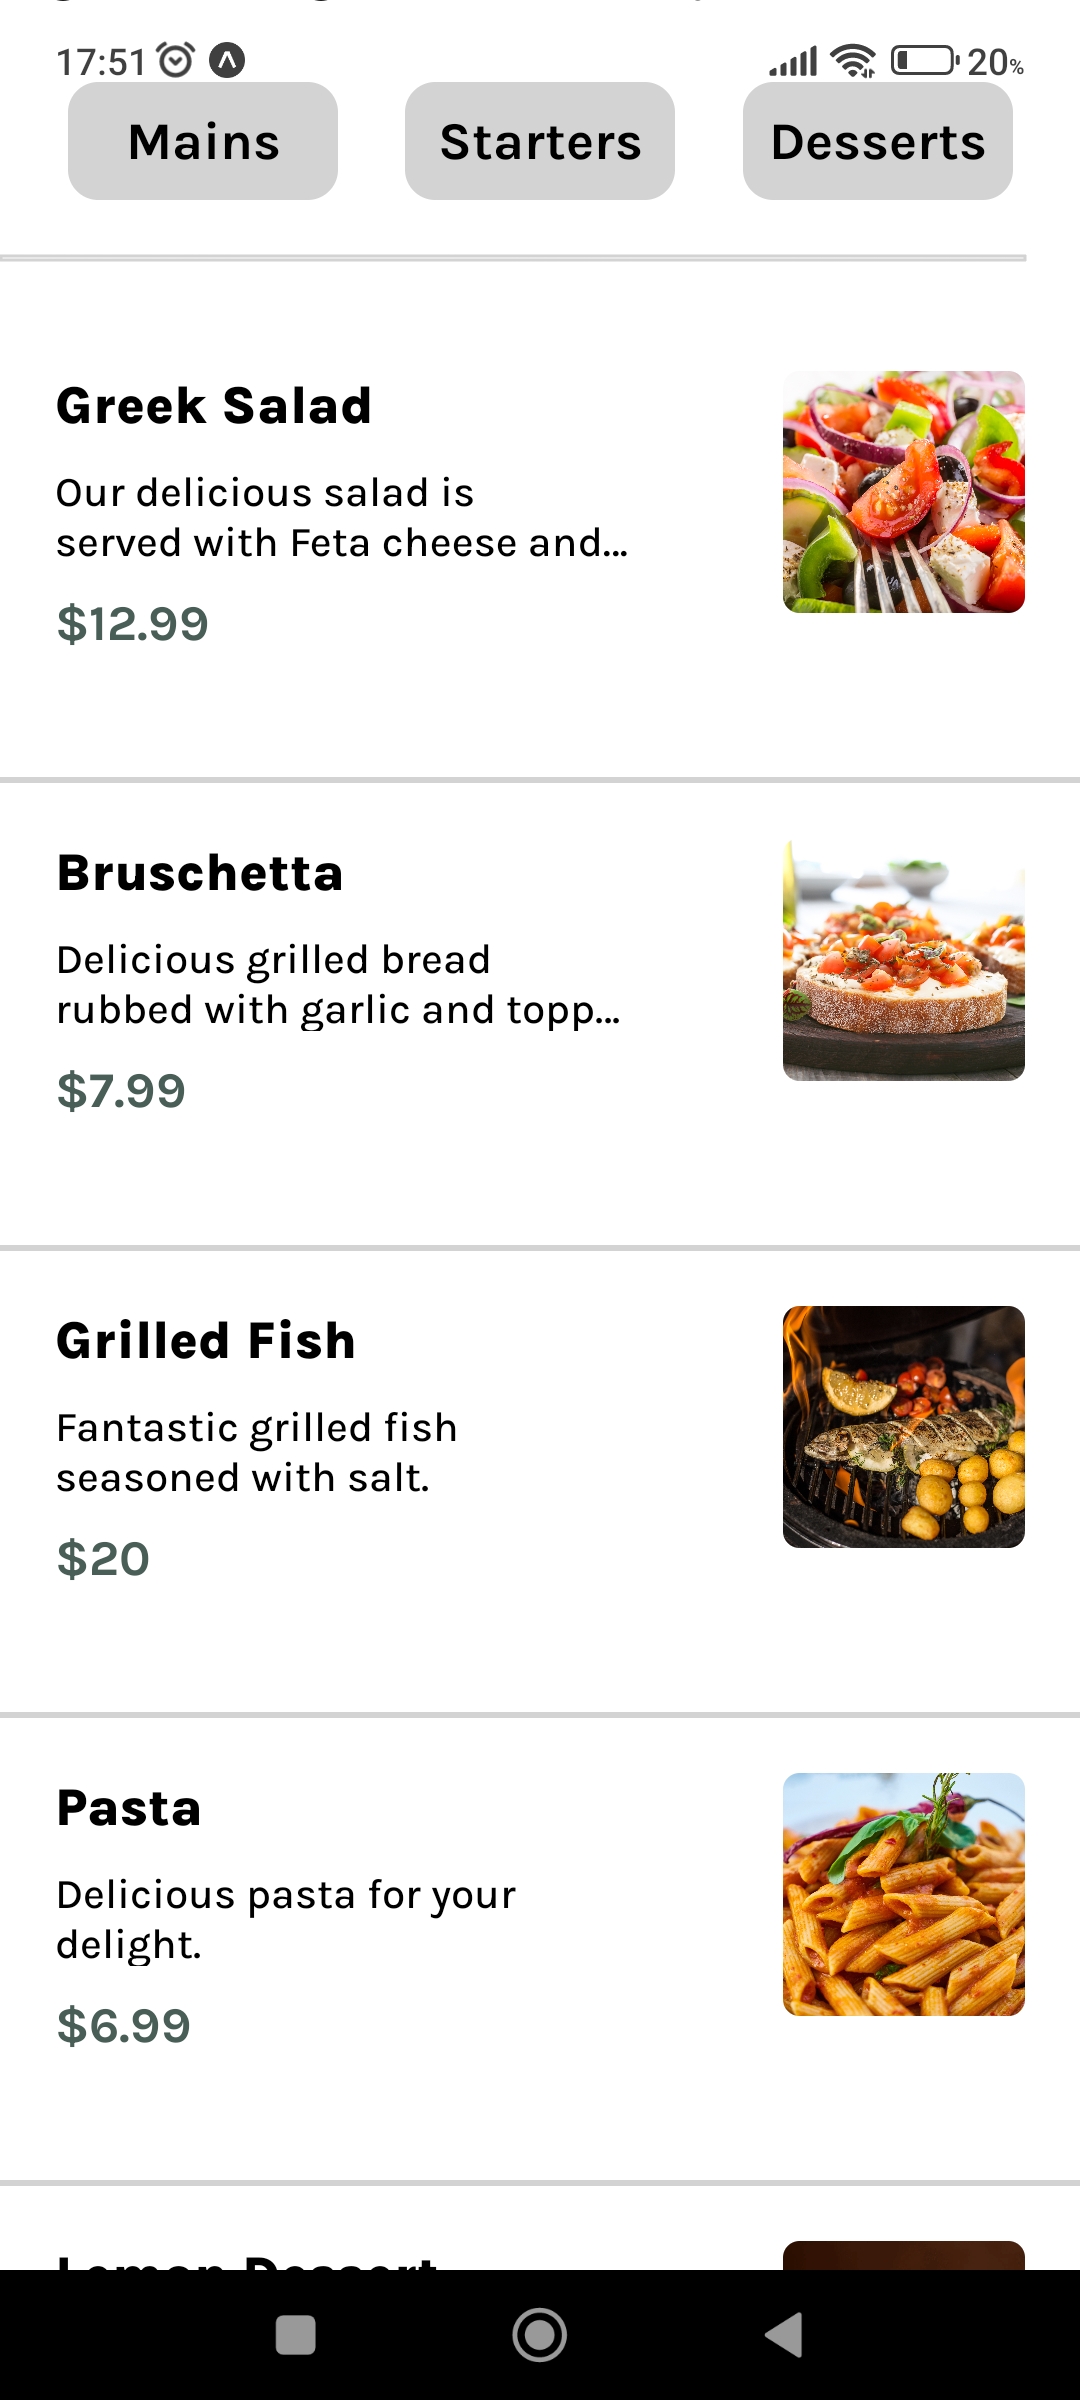 17:51 20%
Mains Starters Desserts
Greek Salad
Our delicious salad is
served with Feta cheese and...
$12.99
Bruschetta
Delicious grilled bread
rubbed with garlic and topp...
$7.99
Grilled Fish
Fantastic grilled fish
seasoned with salt.
$20
Pasta
Delicious pasta for your
delight.
$6.99
Lemon Dessert